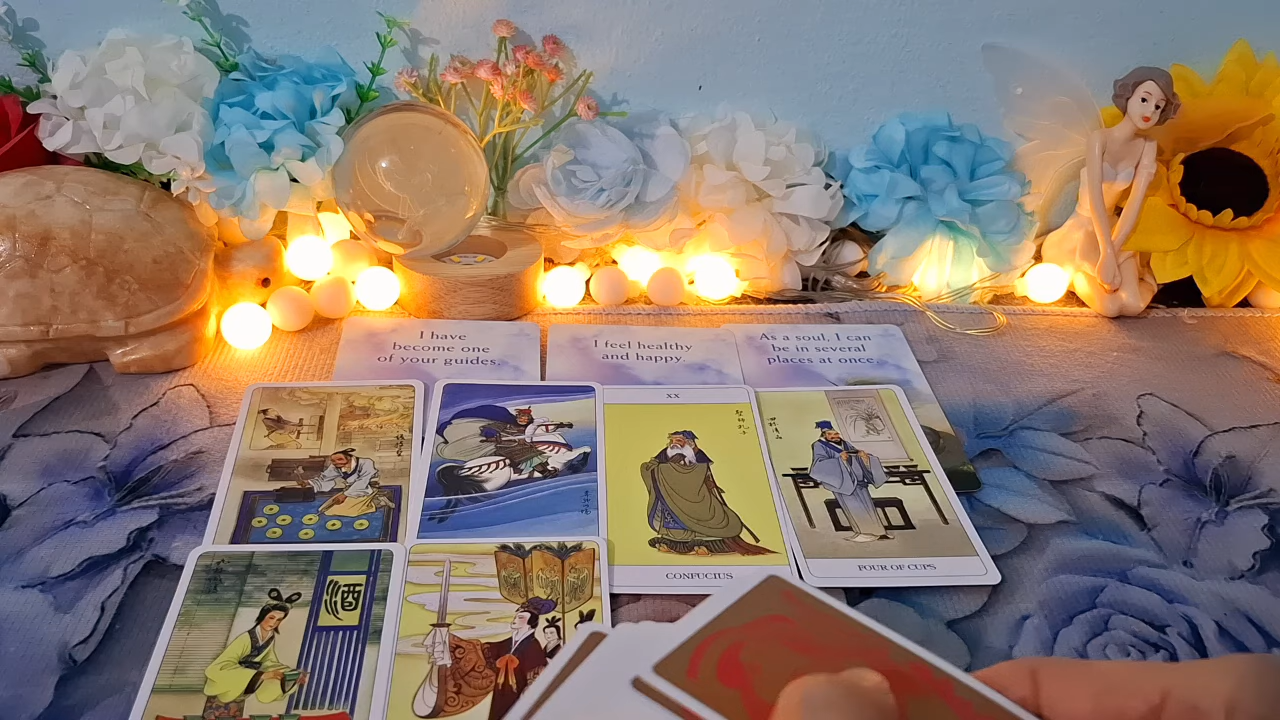 I have
become one
of your guides.
I feel healthy
and happy.
As a soul, I can
be in several
places at once.
XX
CONFUCIUS
FOUR OF CUPS
酒